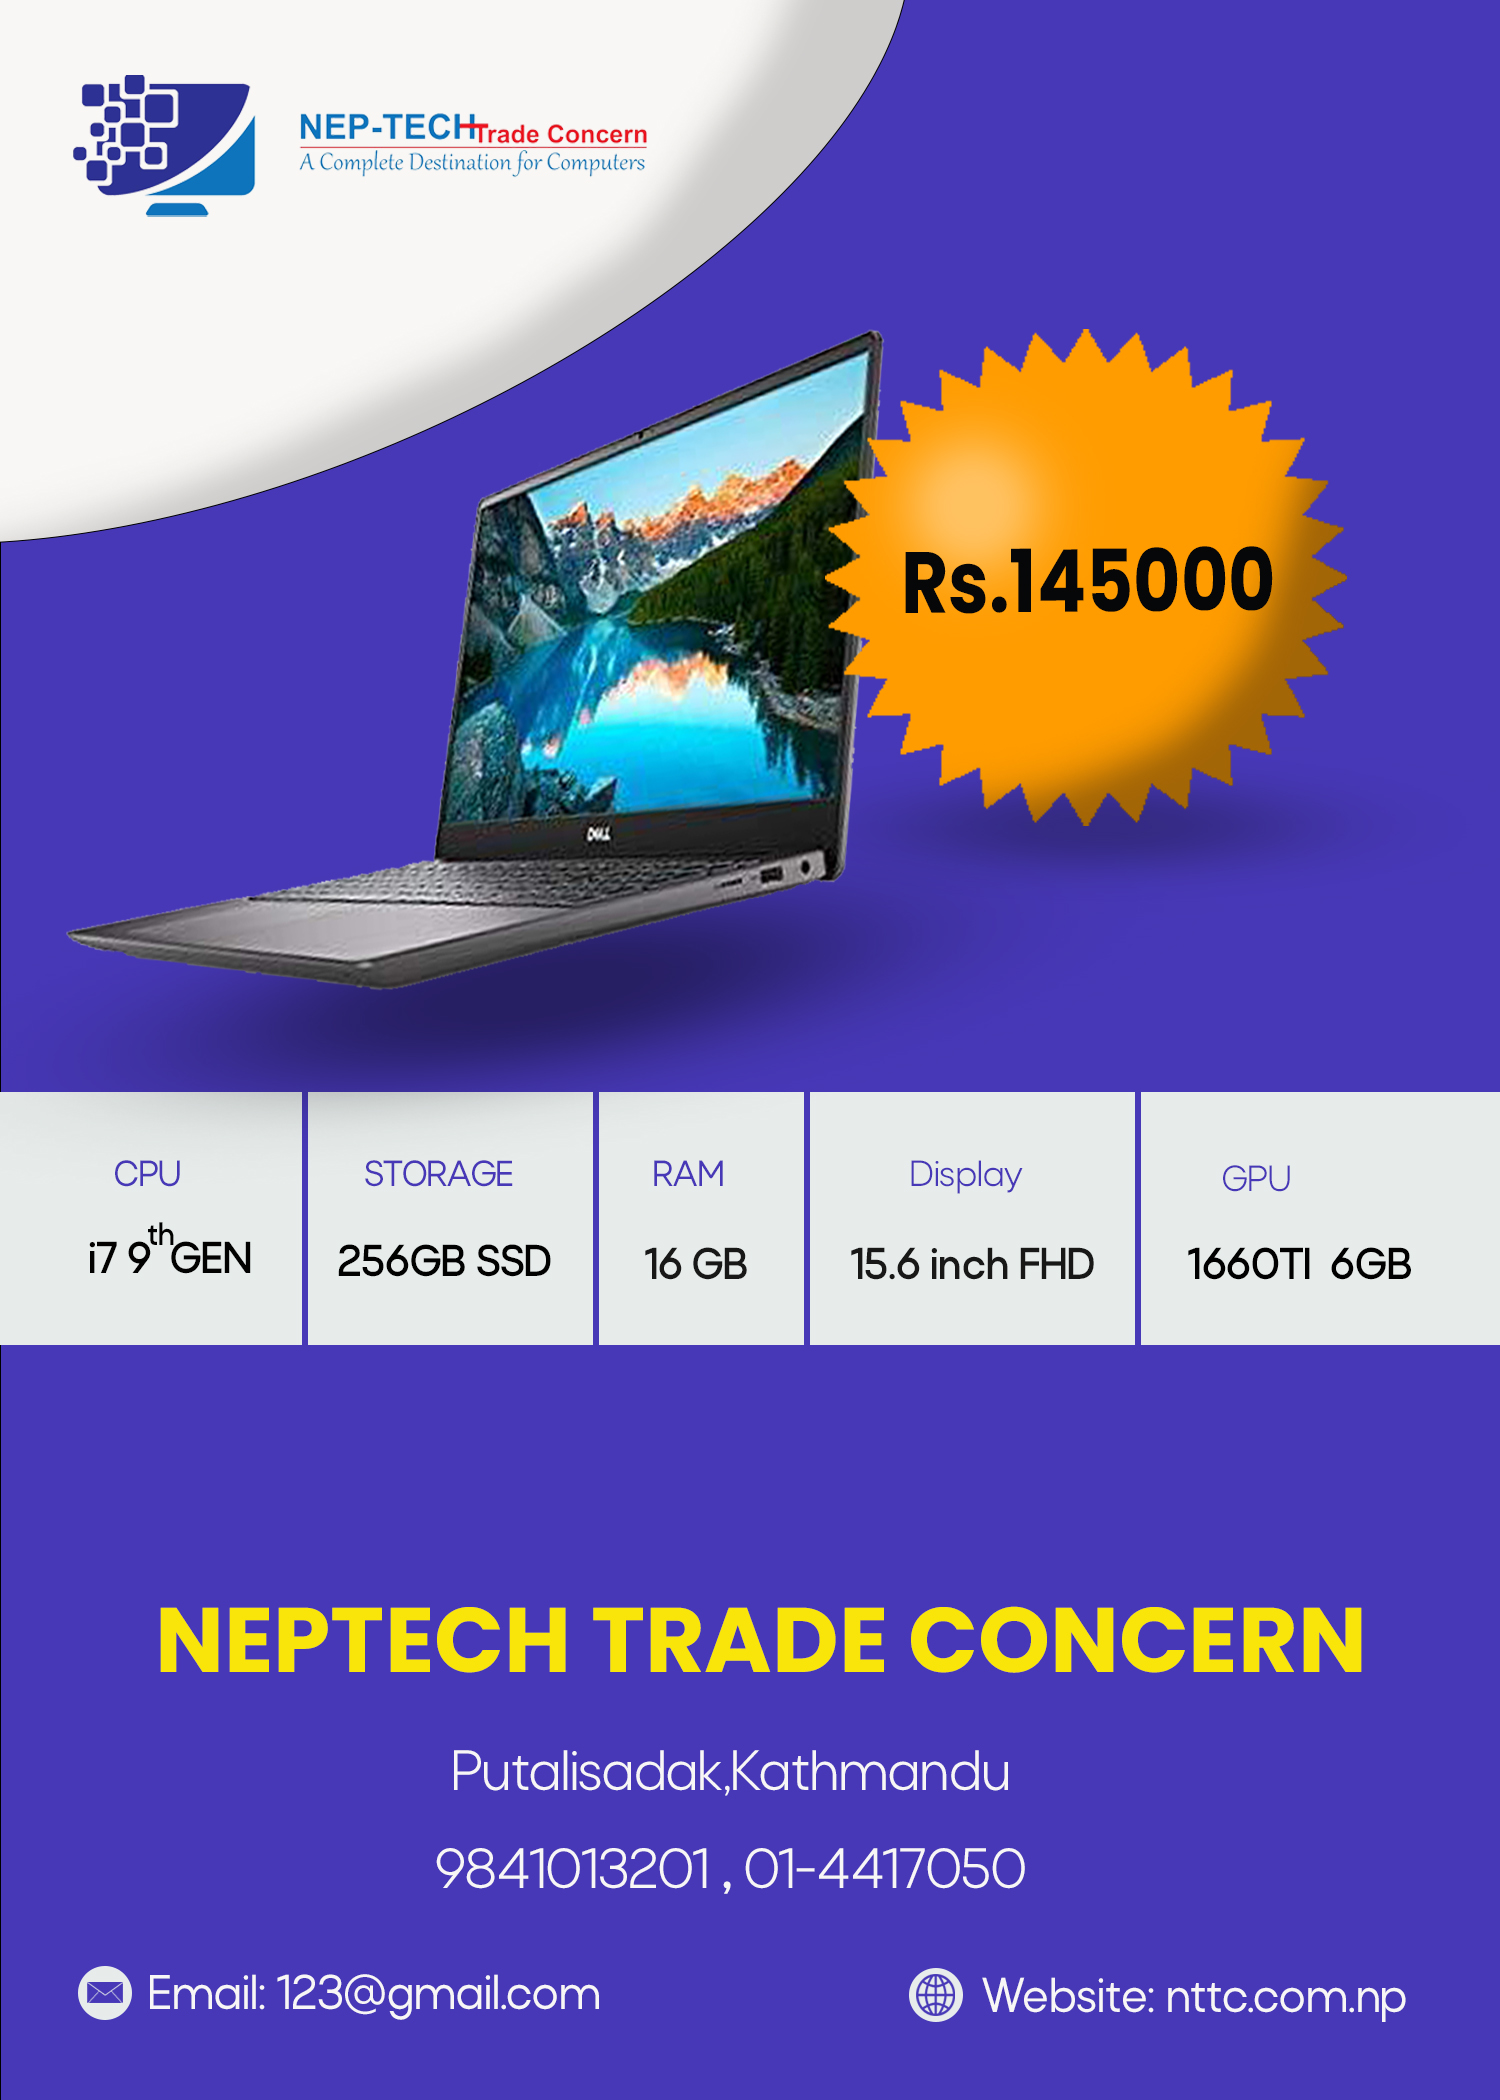 NEP-TECH Trade Concern
A Complete Destination for Computers
Rs.145000
DELL
CPU
i7 9th GEN
STORAGE
256GB SSD
RAM
16 GB
Display
15.6 inch FHD
GPU
1660TI 6GB
NEPTECH TRADE CONCERN
Putalisadak,Kathmandu
9841013201 , 01-4417050
Email: 123@gmail.com
Website: nttc.com.np